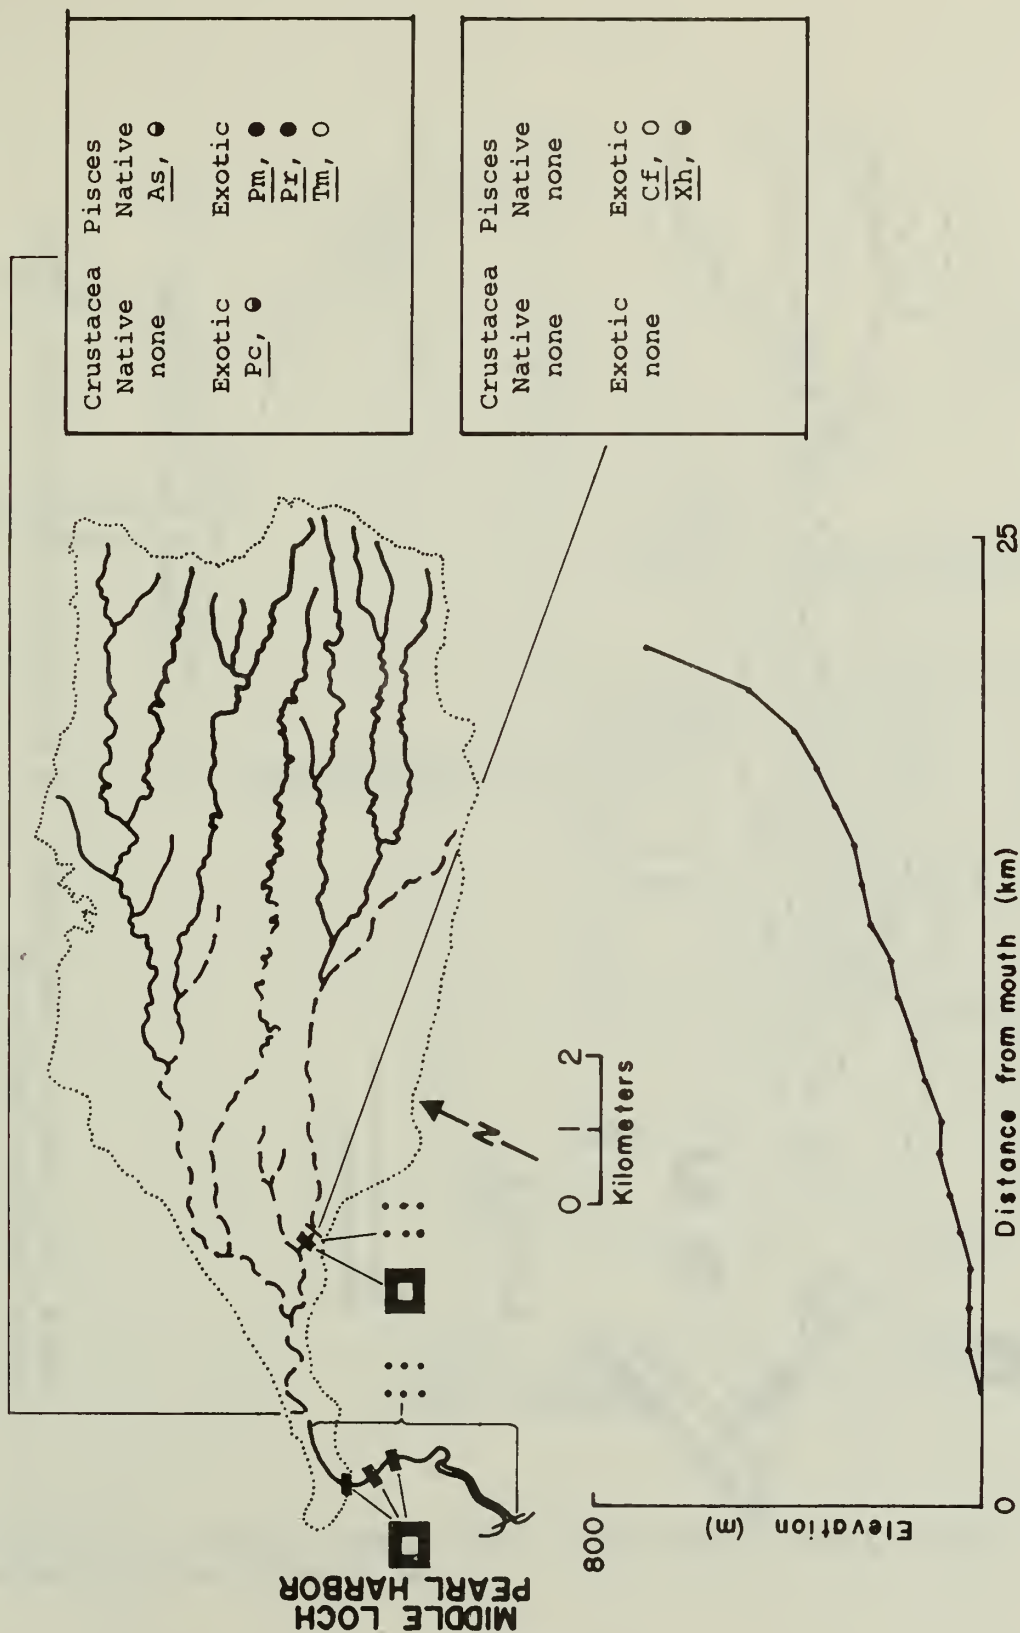 Crustacea Pisces
Native Native
none As, ◒
Exotic Exotic
Pc, ◒ Pm, ●
Pr, ●
Tm, ○
Crustacea Pisces
Native Native
none none
Exotic Exotic
none Cf, ○
Xh, ◒
MIDDLE LOCH
PEARL HARBOR
N
0 1 2
Kilometers
800
Elevation (m)
0
25
Distance from mouth (km)